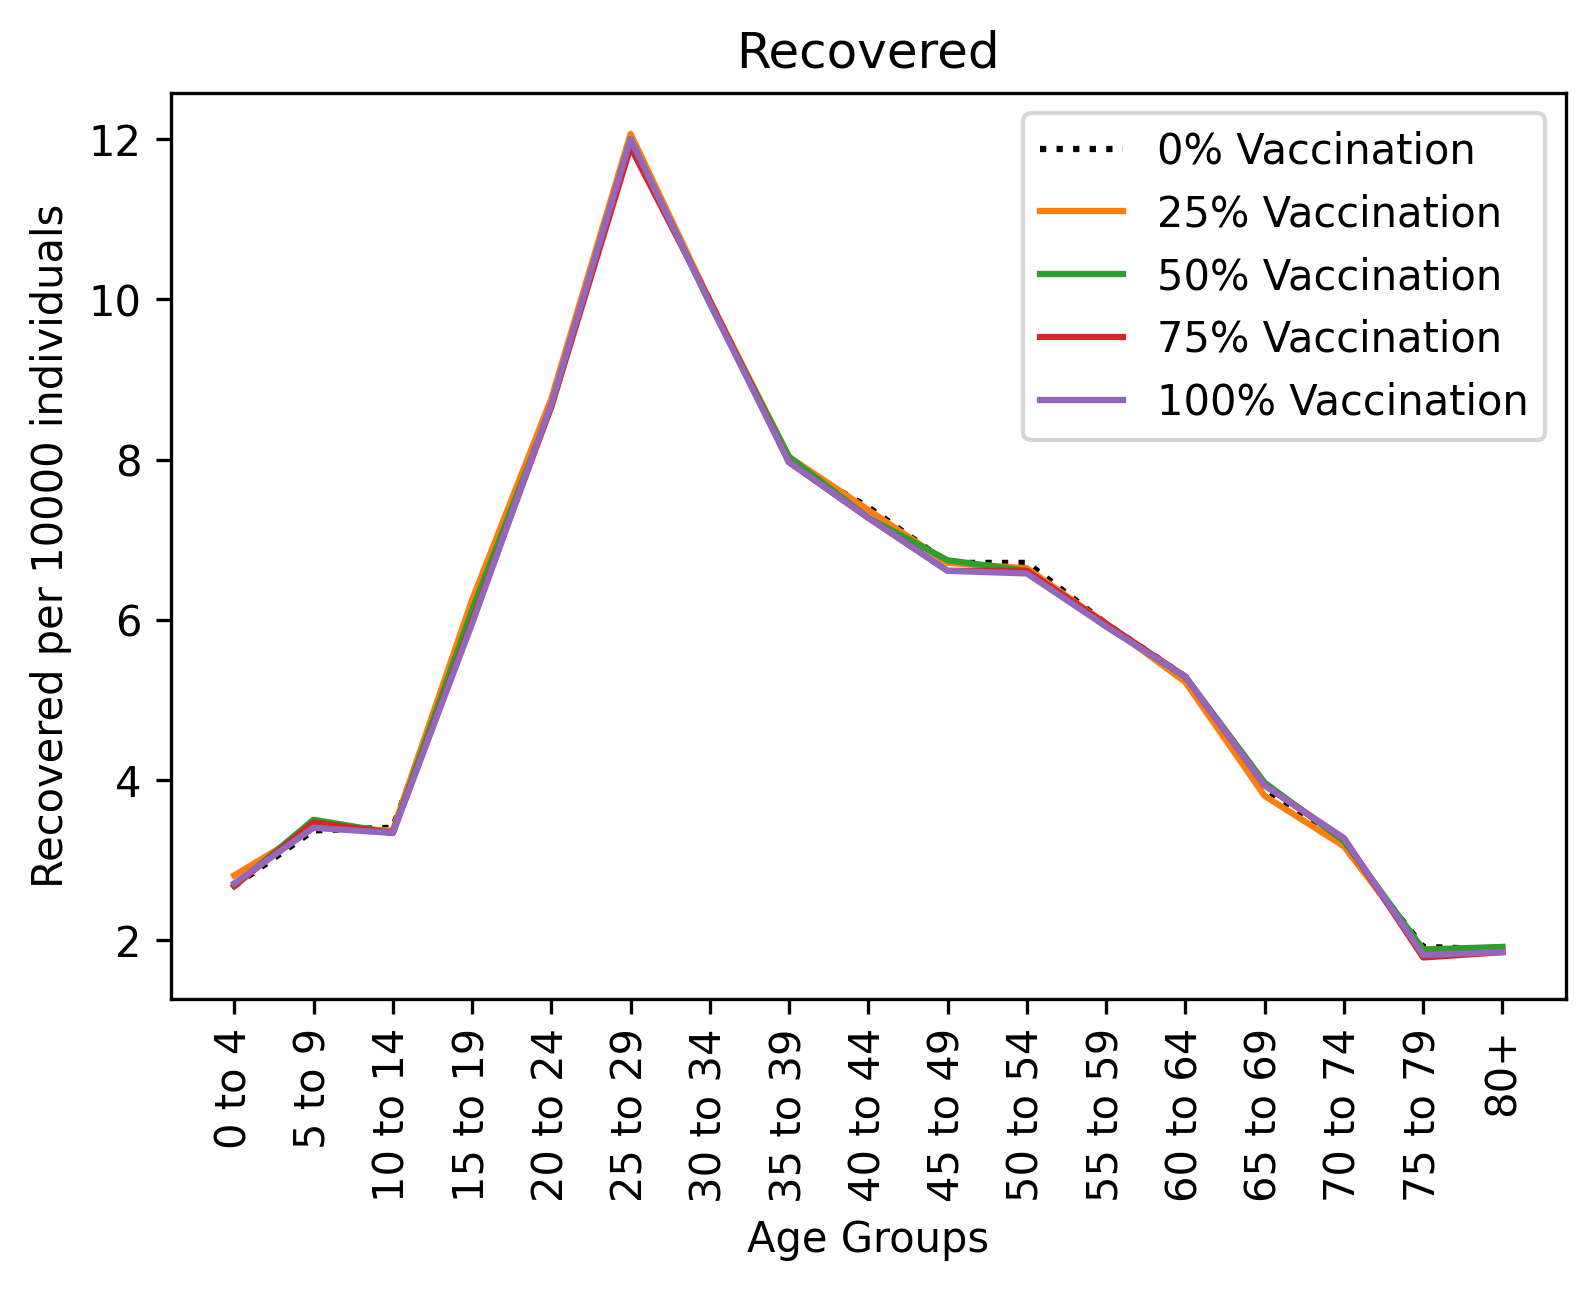 Recovered
Recovered per 10000 individuals
12
10
8
6
4
2
0% Vaccination
25% Vaccination
50% Vaccination
75% Vaccination
100% Vaccination
0 to 4
5 to 9
10 to 14
15 to 19
20 to 24
25 to 29
30 to 34
35 to 39
40 to 44
45 to 49
50 to 54
55 to 59
60 to 64
65 to 69
70 to 74
75 to 79
80+
Age Groups